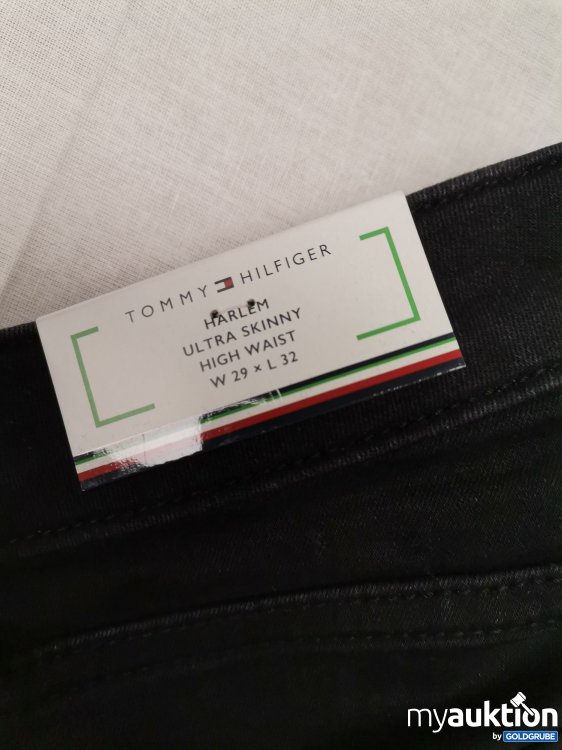 TOMMY HILFIGER
HARLEM
ULTRA SKINNY
HIGH WAIST
W 29 × L 32
myauktion
by GOLDGRUBE